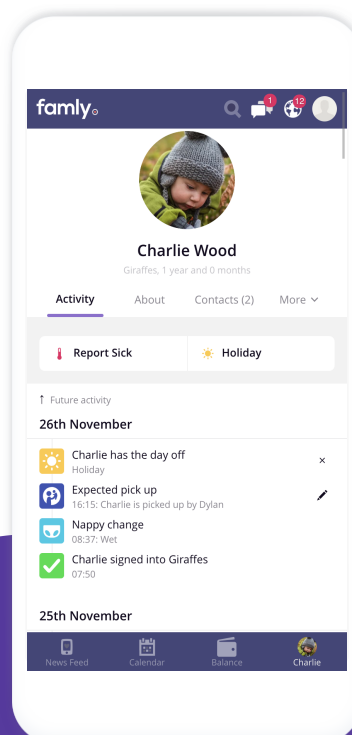 famly
1
12
Charlie Wood
Giraffes, 1 year and 0 months
Activity About Contacts (2) More
Report Sick Holiday
↑ Future activity
26th November
Charlie has the day off ×
Holiday
Expected pick up
16:15: Charlie is picked up by Dylan
Nappy change
08:37: Wet
Charlie signed into Giraffes
07:50
25th November
News Feed Calendar Balance Charlie